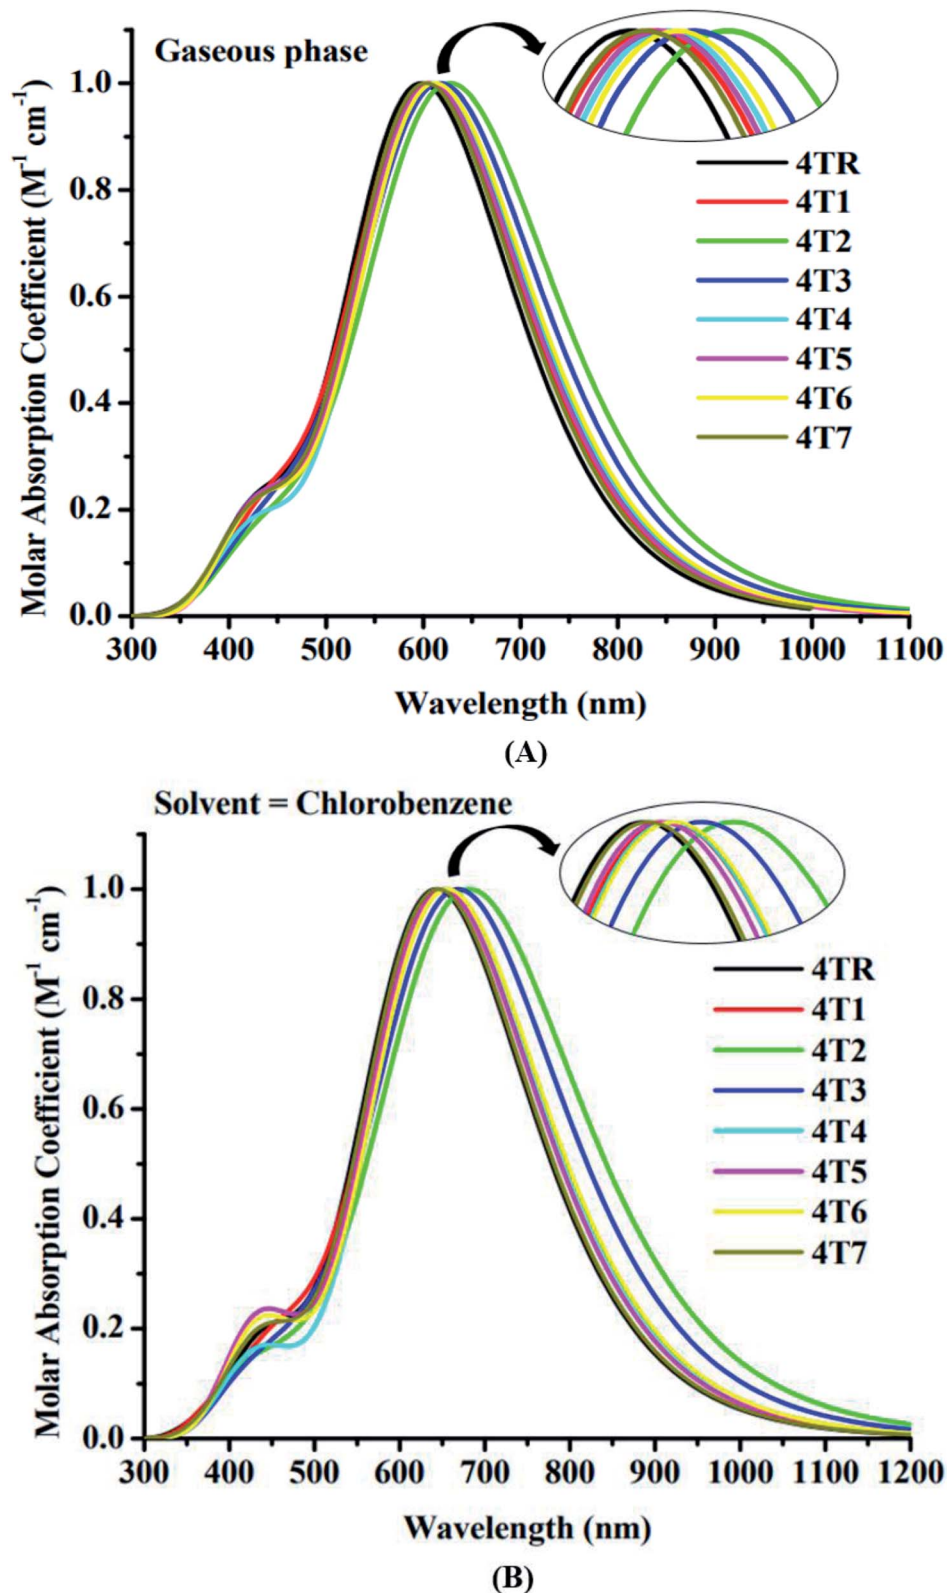 Gaseous phase
4TR
4T1
4T2
4T3
4T4
4T5
4T6
4T7
Molar Absorption Coefficient (M⁻¹ cm⁻¹)
1.0
0.8
0.6
0.4
0.2
0.0
300 400 500 600 700 800 900 1000 1100
Wavelength (nm)
(A)
Solvent = Chlorobenzene
4TR
4T1
4T2
4T3
4T4
4T5
4T6
4T7
Molar Absorption Coefficient (M⁻¹ cm⁻¹)
1.0
0.8
0.6
0.4
0.2
0.0
300 400 500 600 700 800 900 1000 1100 1200
Wavelength (nm)
(B)